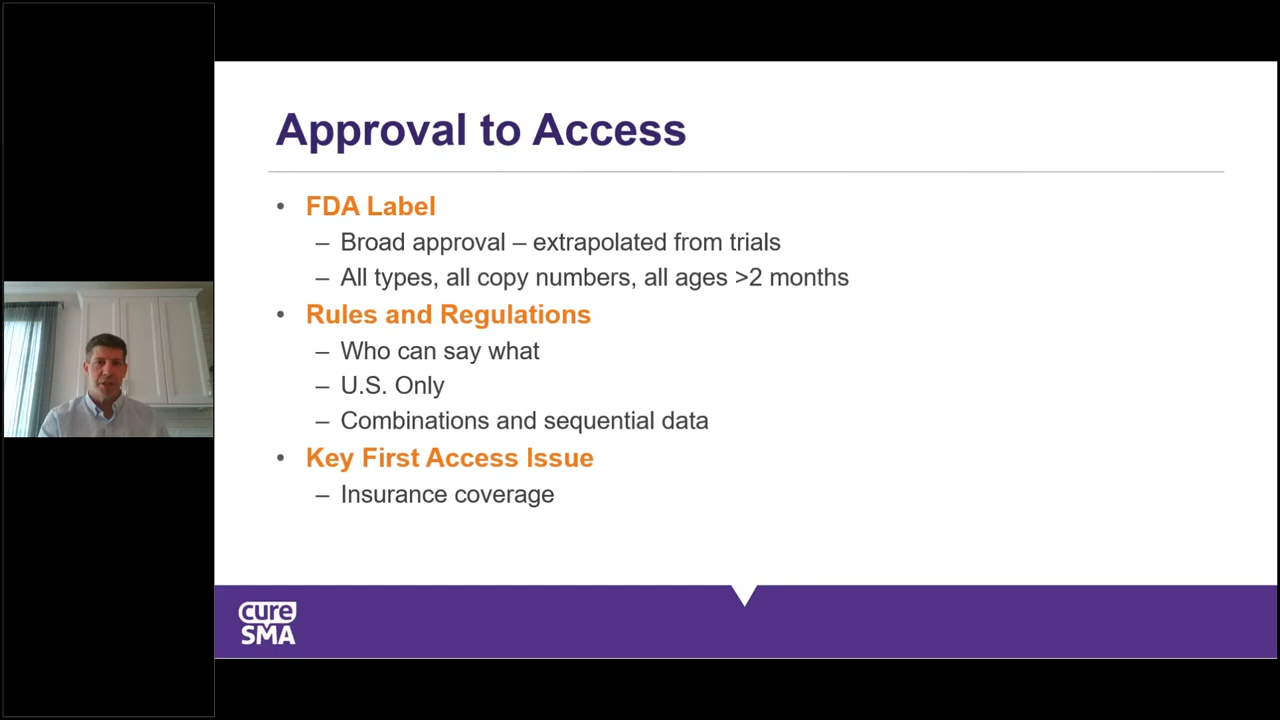 Approval to Access
• FDA Label
– Broad approval – extrapolated from trials
– All types, all copy numbers, all ages >2 months
• Rules and Regulations
– Who can say what
– U.S. Only
– Combinations and sequential data
• Key First Access Issue
– Insurance coverage
cure
SMA